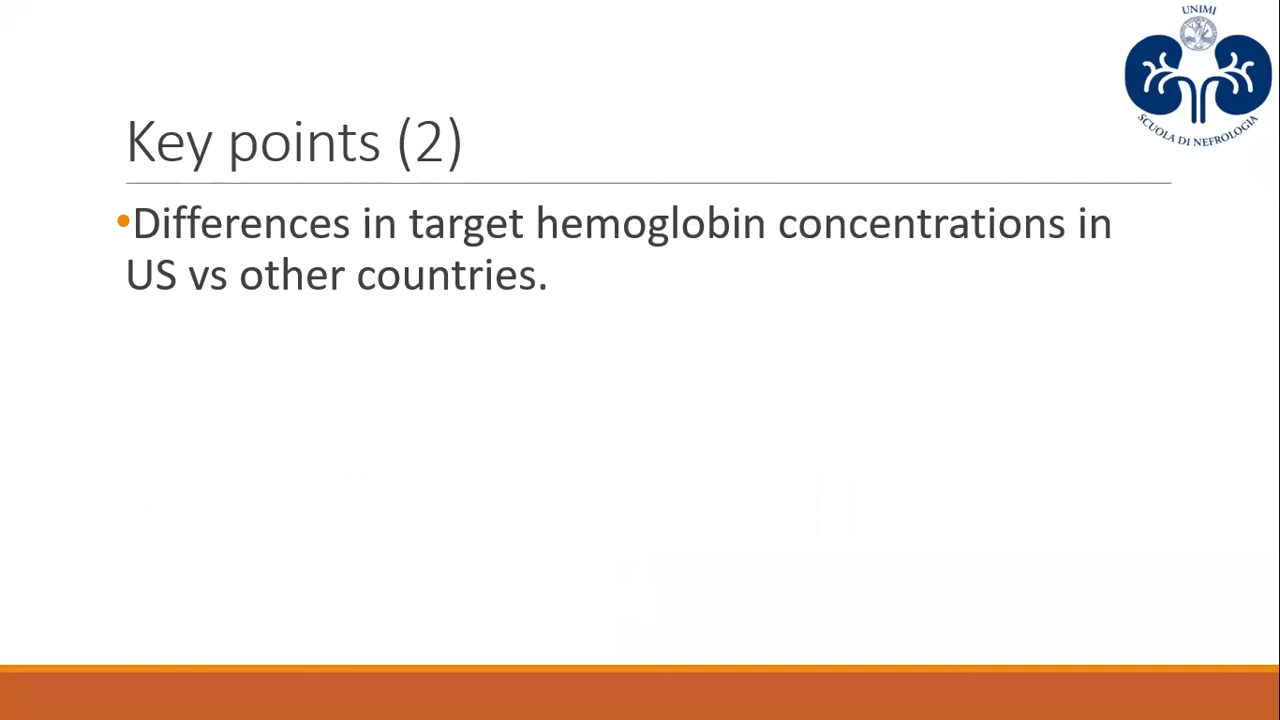 UNIMI
SCUOLA DI NEFROLOGIA
Key points (2)
•Differences in target hemoglobin concentrations in
US vs other countries.